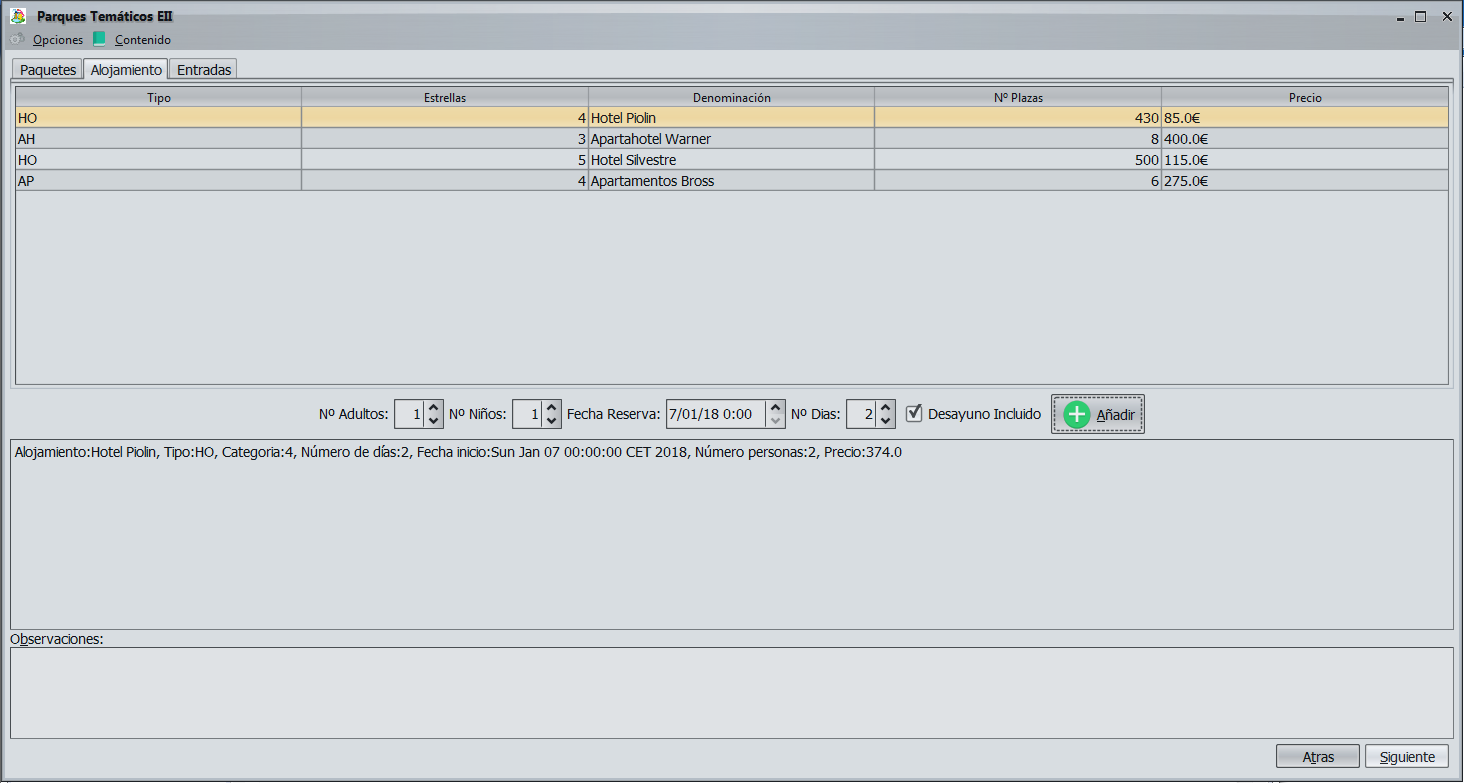 Parques Temáticos EII
Opciones Contenido
Paquetes Alojamiento Entradas
Tipo Estrellas Denominación Nº Plazas Precio
HO 4 Hotel Piolin 430 85.0€
AH 3 Apartahotel Warner 8 400.0€
HO 5 Hotel Silvestre 500 115.0€
AP 4 Apartamentos Bross 6 275.0€
Nº Adultos: 1 Nº Niños: 1 Fecha Reserva: 7/01/18 0:00 Nº Dias: 2 Desayuno Incluido Añadir
Alojamiento:Hotel Piolin, Tipo:HO, Categoria:4, Número de días:2, Fecha inicio:Sun Jan 07 00:00:00 CET 2018, Número personas:2, Precio:374.0
Observaciones:
Atras Siguiente